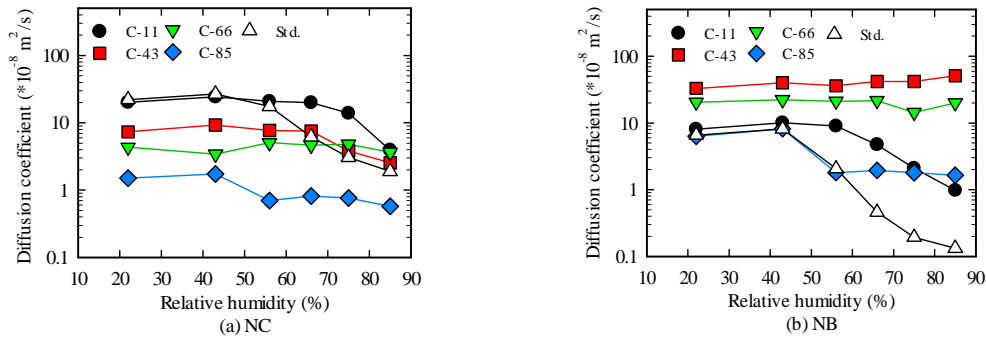 C-11 C-66 Std.
C-43 C-85
Diffusion coefficient (*10⁻⁸ m²/s)
100
10
1
0.1
10 20 30 40 50 60 70 80 90
Relative humidity (%)
(a) NC
C-11 C-66 Std.
C-43 C-85
Diffusion coefficient (*10⁻⁸ m²/s)
100
10
1
0.1
10 20 30 40 50 60 70 80 90
Relative humidity (%)
(b) NB